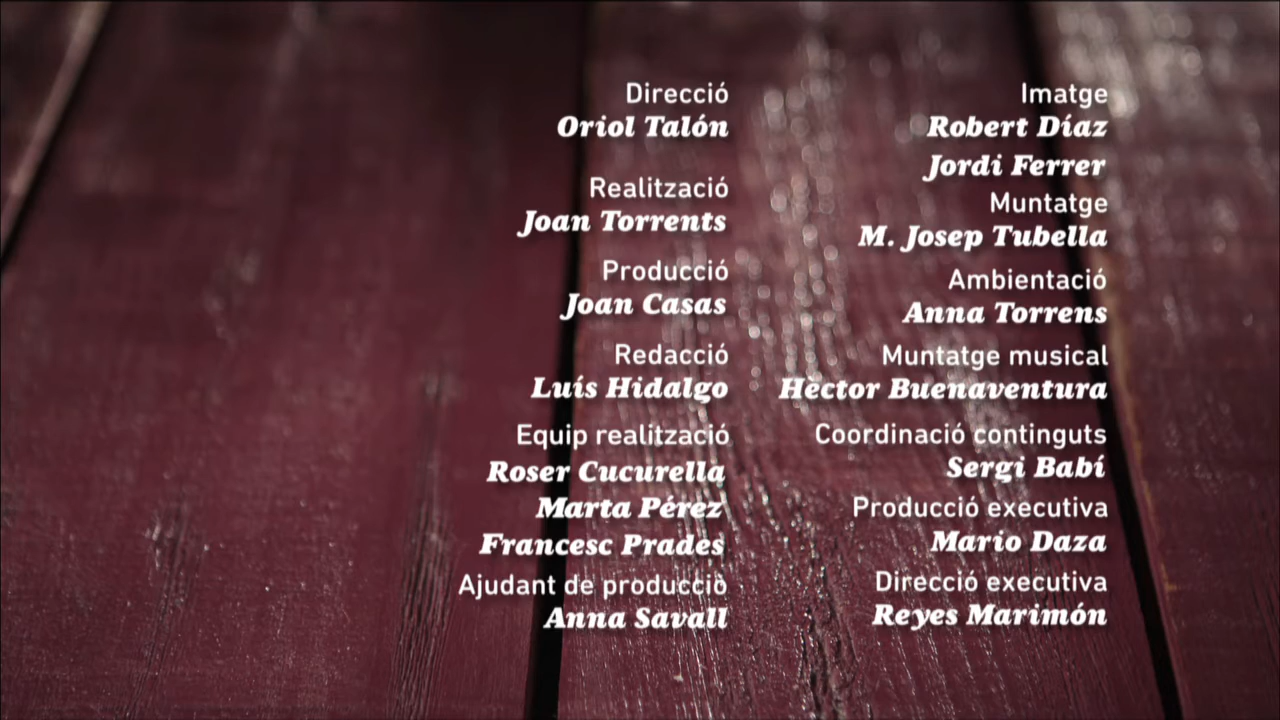 Direcció
Oriol Talón
Realització
Joan Torrents
Producció
Joan Casas
Redacció
Luís Hidalgo
Equip realització
Roser Cucurella
Marta Pérez
Francesc Prades
Ajudant de producciò
Anna Savall
Imatge
Robert Díaz
Jordi Ferrer
Muntatge
M. Josep Tubella
Ambientació
Anna Torrens
Muntatge musical
Hèctor Buenaventura
Coordinació continguts
Sergi Babí
Producció executiva
Mario Daza
Direcció executiva
Reyes Marimón